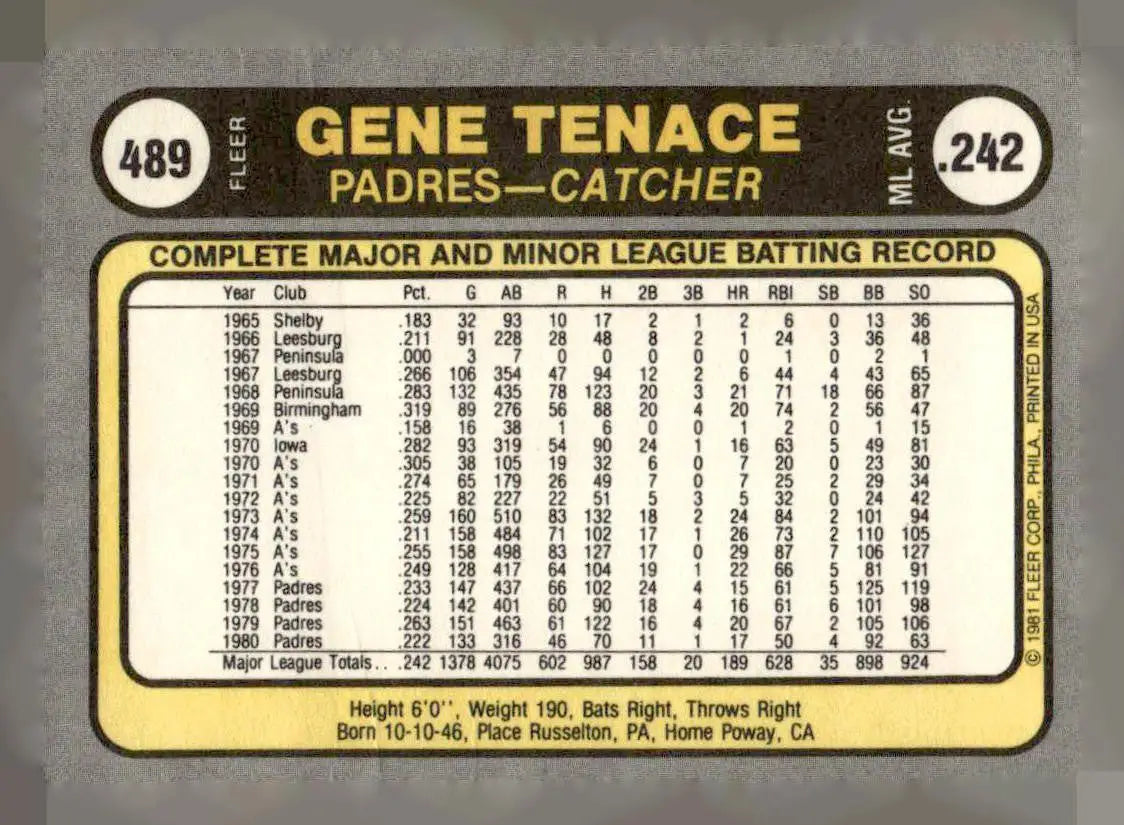 489 FLEER GENE TENACE ML AVG. .242
PADRES—CATCHER
COMPLETE MAJOR AND MINOR LEAGUE BATTING RECORD
Year Club Pct. G AB R H 2B 3B HR RBI SB BB SO
1965 Shelby .183 32 93 10 17 2 1 2 6 0 13 36
1966 Leesburg .211 91 228 28 48 8 2 1 24 3 36 48
1967 Peninsula .000 3 7 0 0 0 0 0 1 0 2 1
1967 Leesburg .266 106 354 47 94 12 2 6 44 4 43 65
1968 Peninsula .283 132 435 78 123 20 3 21 71 18 66 87
1969 Birmingham .319 89 276 56 88 20 4 20 74 2 56 47
1969 A's .158 16 38 1 6 0 0 1 2 0 1 15
1970 Iowa .282 93 319 54 90 24 1 16 63 5 49 81
1970 A's .305 38 105 19 32 6 0 7 20 0 23 30
1971 A's .274 65 179 26 49 7 0 7 25 2 29 34
1972 A's .225 82 227 22 51 5 3 5 32 0 24 42
1973 A's .259 160 510 83 132 18 2 24 84 2 101 94
1974 A's .211 158 484 71 102 17 1 26 73 2 110 105
1975 A's .255 158 498 83 127 17 0 29 87 7 106 127
1976 A's .249 128 417 64 104 19 1 22 66 5 81 91
1977 Padres .233 147 437 66 102 24 4 15 61 5 125 119
1978 Padres .224 142 401 60 90 18 4 16 61 6 101 98
1979 Padres .263 151 463 61 122 16 4 20 67 2 105 106
1980 Padres .222 133 316 46 70 11 1 17 50 4 92 63
Major League Totals . . .242 1378 4075 602 987 158 20 189 628 35 898 924
Height 6'0'', Weight 190, Bats Right, Throws Right
Born 10-10-46, Place Russelton, PA, Home Poway, CA
© 1981 FLEER CORP., PHILA., PRINTED IN USA